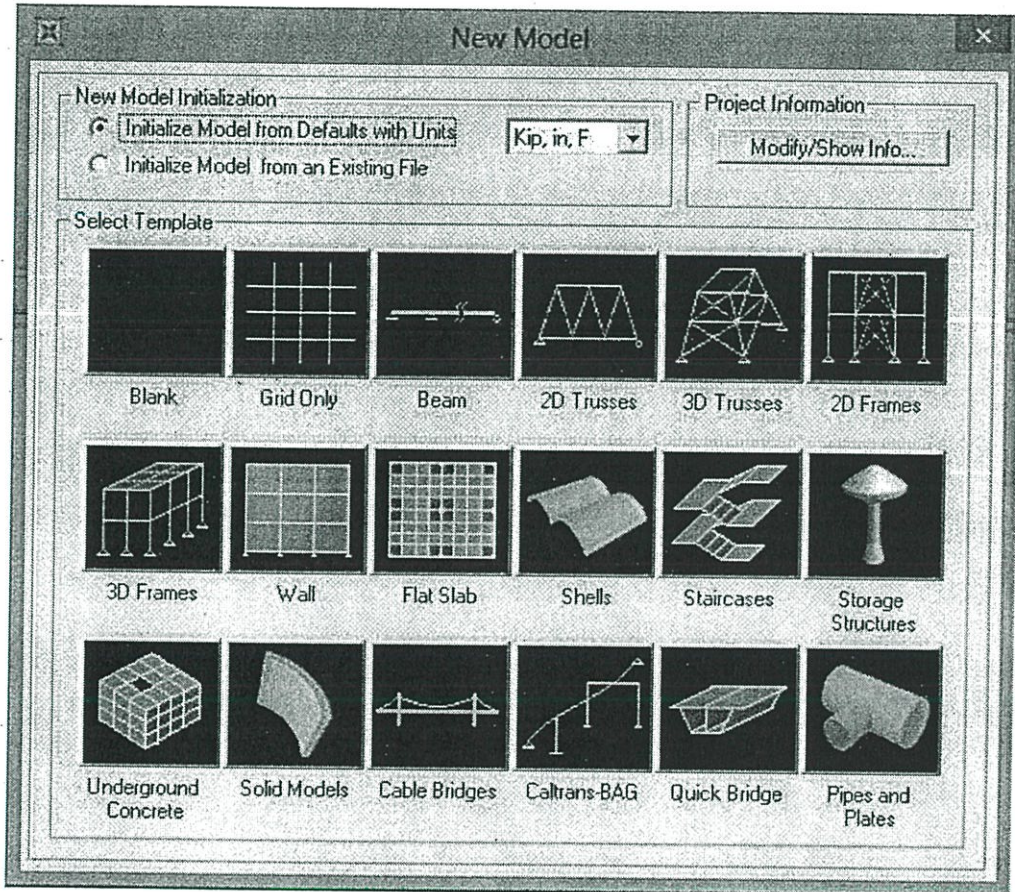 New Model
New Model Initialization
Initialize Model from Defaults with Units
Kip, in, F
Initialize Model from an Existing File
Project Information
Modify/Show Info...
Select Template
Blank
Grid Only
Beam
2D Trusses
3D Trusses
2D Frames
3D Frames
Wall
Flat Slab
Shells
Staircases
Storage
Structures
Underground
Concrete
Solid Models
Cable Bridges
Caltrans-BAG
Quick Bridge
Pipes and
Plates